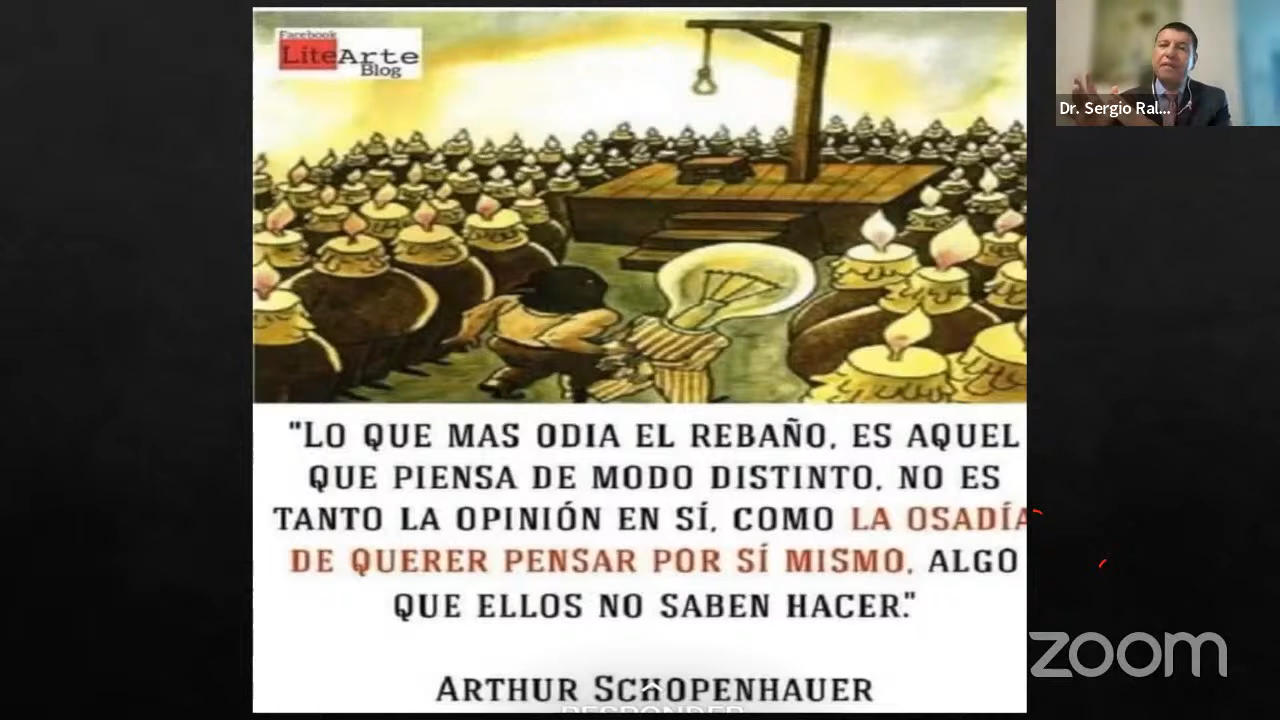 Facebook
LiteArte
Blog
Dr. Sergio Ral...
"LO QUE MAS ODIA EL REBAÑO, ES AQUEL
QUE PIENSA DE MODO DISTINTO, NO ES
TANTO LA OPINIÓN EN SÍ, COMO LA OSADÍA
DE QUERER PENSAR POR SÍ MISMO, ALGO
QUE ELLOS NO SABEN HACER."
ARTHUR SCHOPENHAUER
RESPONDER
zoom